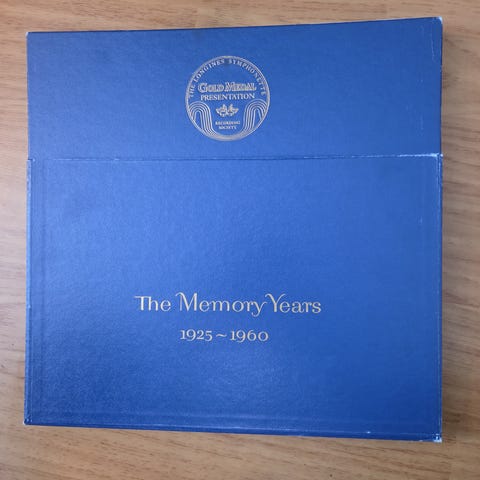 THE LONGINES SYMPHONETTE
GOLD MEDAL
PRESENTATION
RECORDING
SOCIETY
The Memory Years
1925~1960